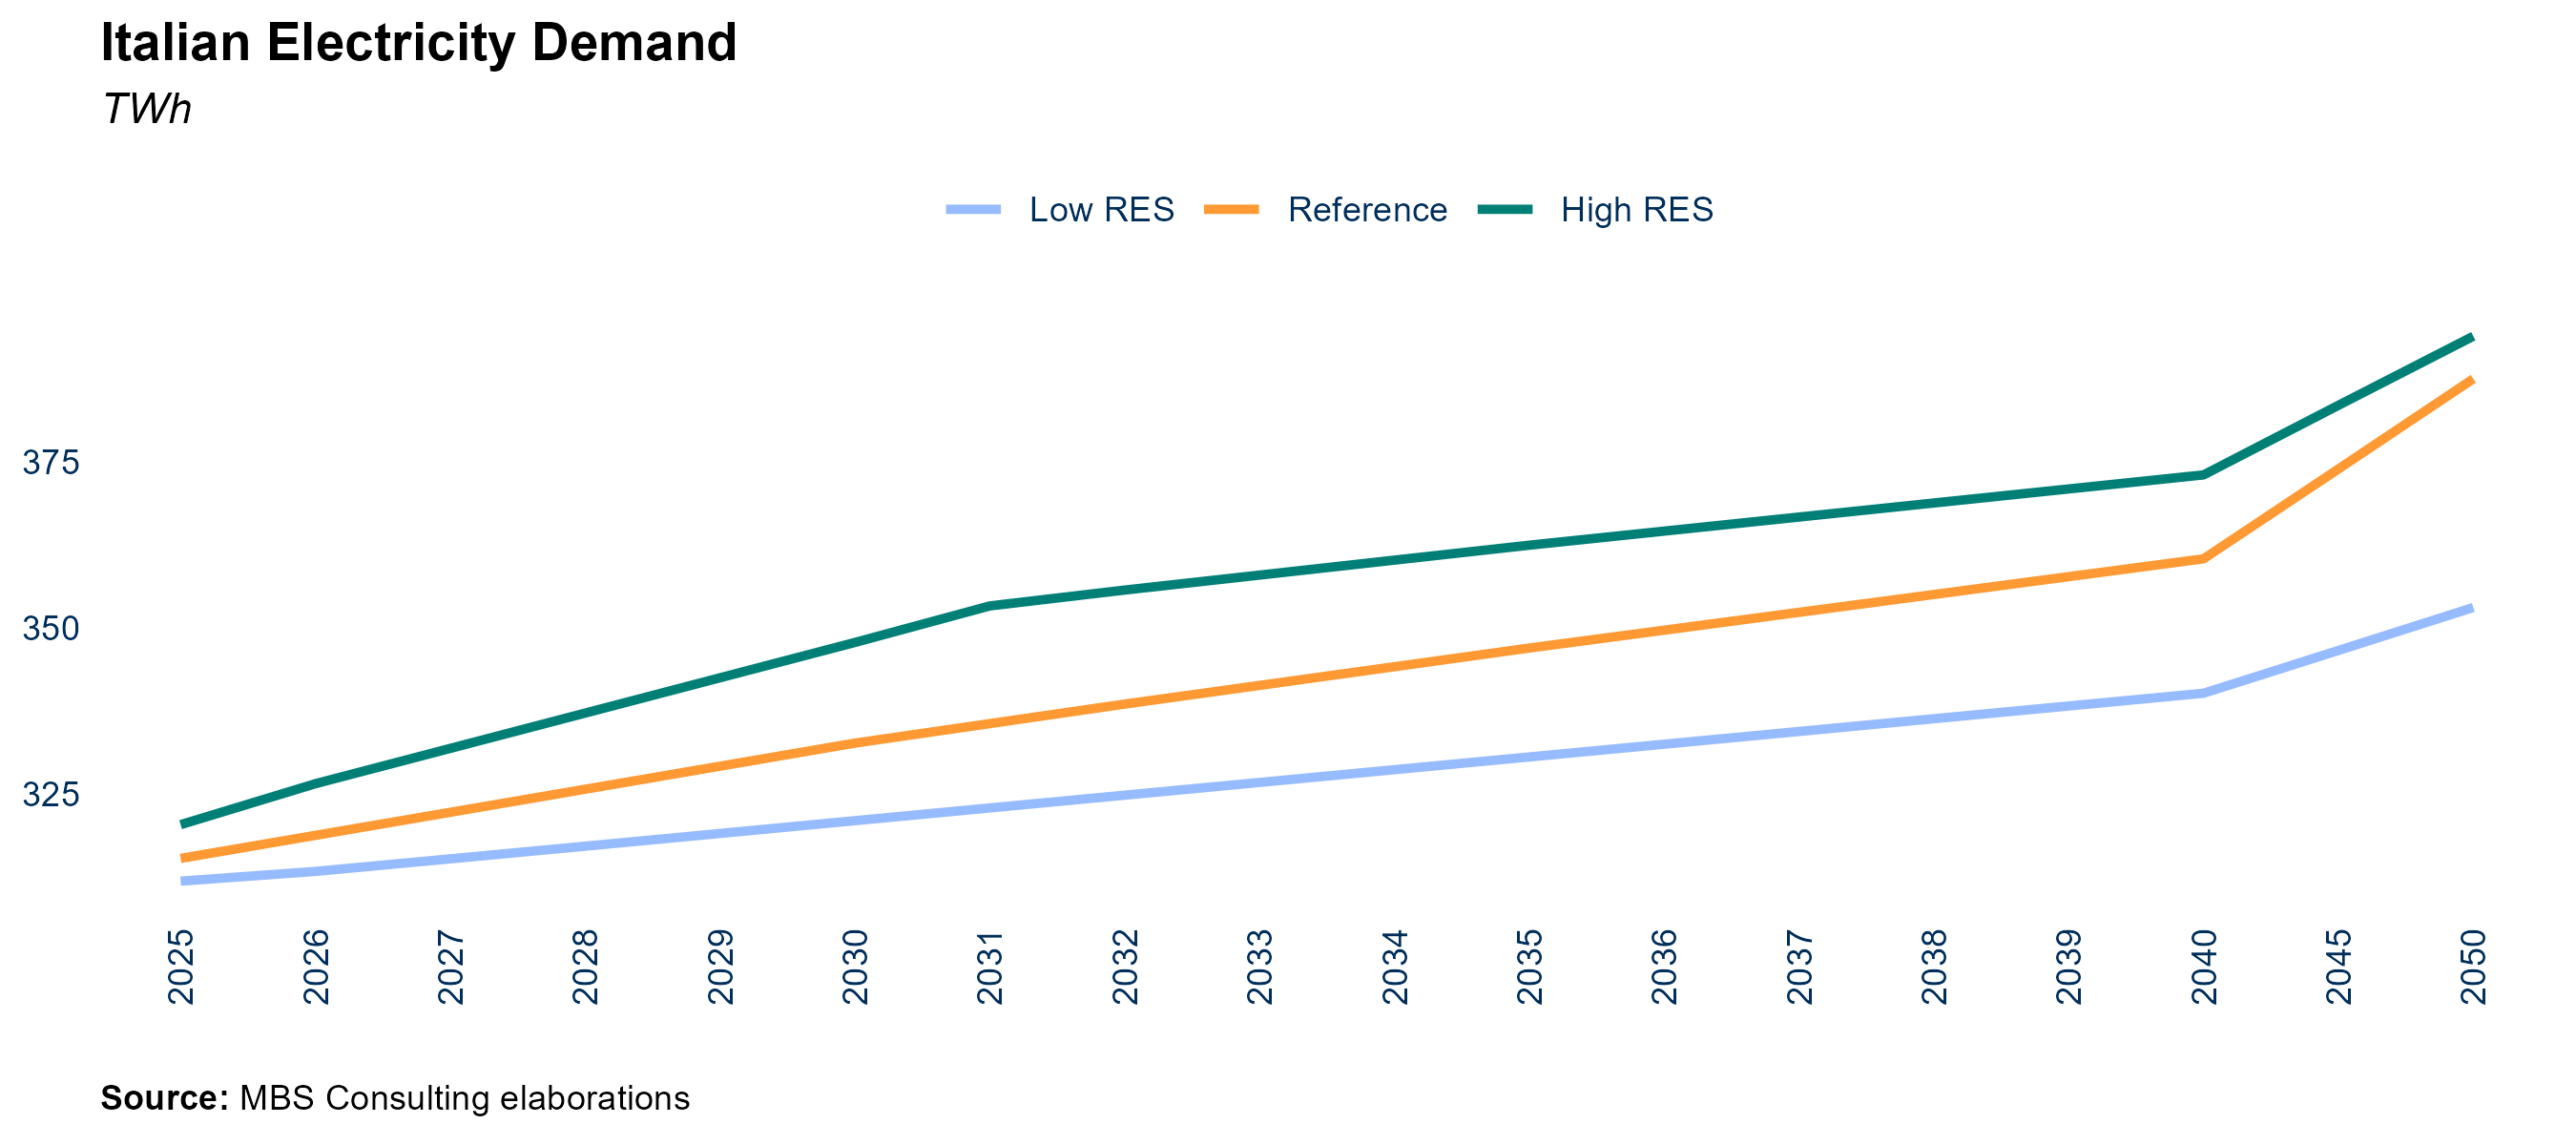 Italian Electricity Demand
TWh
Low RES Reference High RES
375
350
325
2025 2026 2027 2028 2029 2030 2031 2032 2033 2034 2035 2036 2037 2038 2039 2040 2045 2050
Source: MBS Consulting elaborations